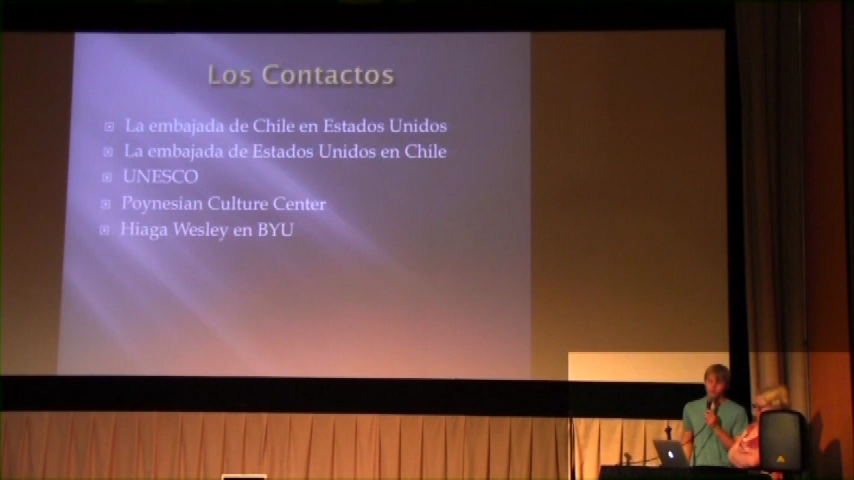 Los Contactos
La embajada de Chile en Estados Unidos
La embajada de Estados Unidos en Chile
UNESCO
Poynesian Culture Center
Hiaga Wesley en BYU